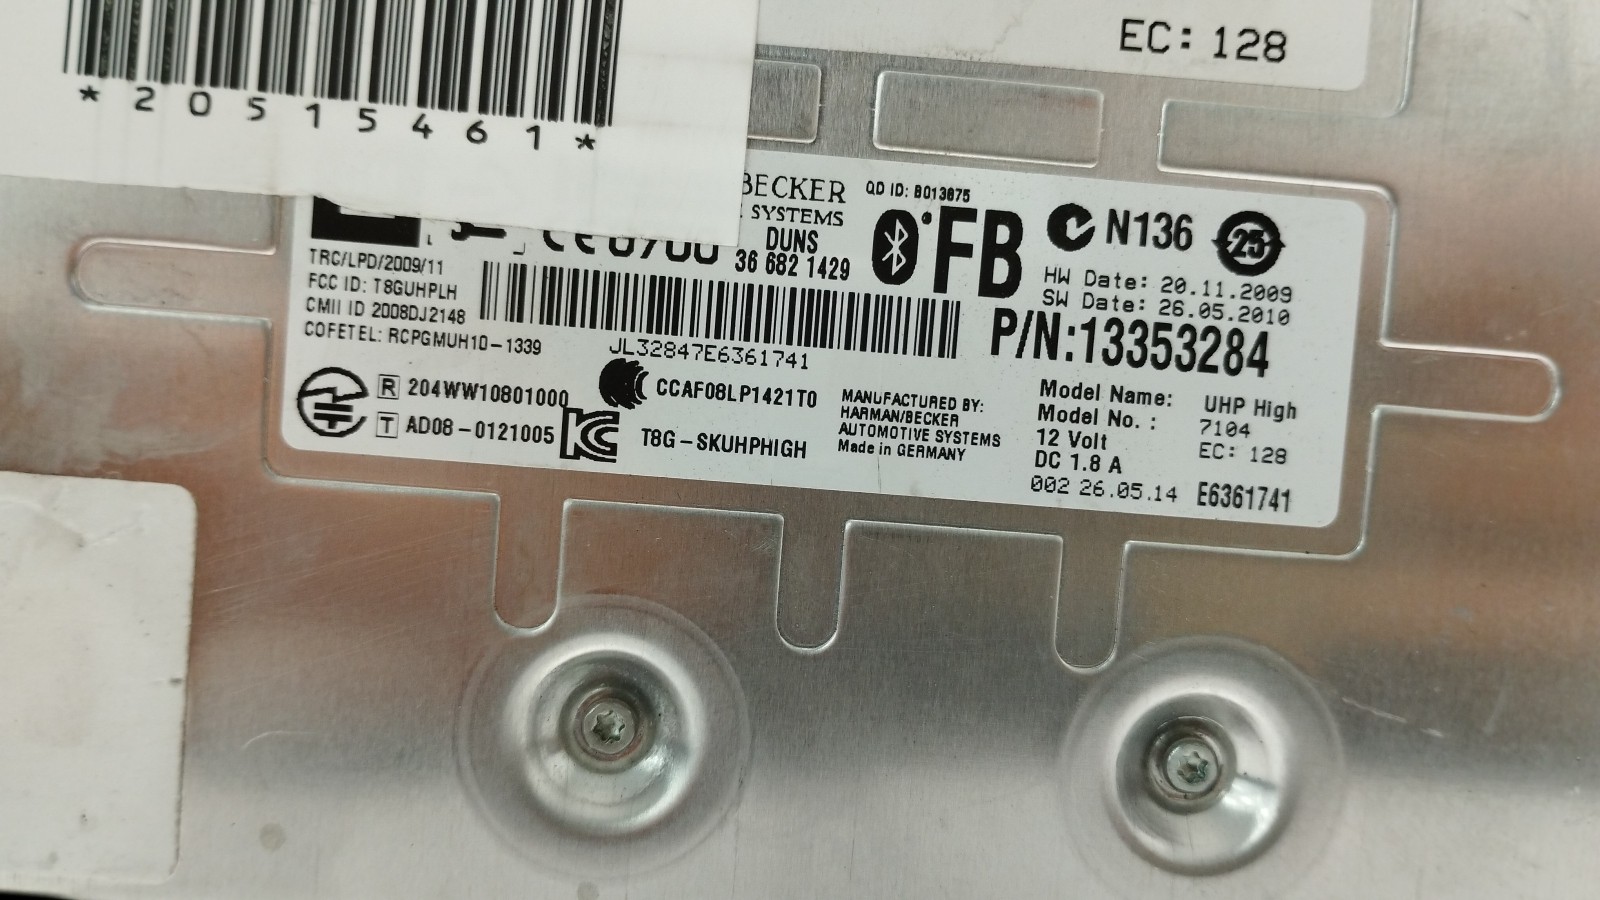 EC: 128
*20515461*
BECKER
SYSTEMS
DUNS
36 682 1429
QD ID: B013875
FB
N136
25
HW Date: 20.11.2009
SW Date: 26.05.2010
P/N:13353284
TRC/LPD/2009/11
FCC ID: T8GUHPLH
CMII ID 2008DJ2148
COFETEL: RCPGMUH10-1339
JL32847E6361741
R 204WW10801000
T AD08-0121005
CCAF08LP1421T0
T8G-SKUHPHIGH
MANUFACTURED BY:
HARMAN/BECKER
AUTOMOTIVE SYSTEMS
Made in GERMANY
Model Name: UHP High
Model No.: 7104
12 Volt EC: 128
DC 1.8 A
002 26.05.14 E6361741